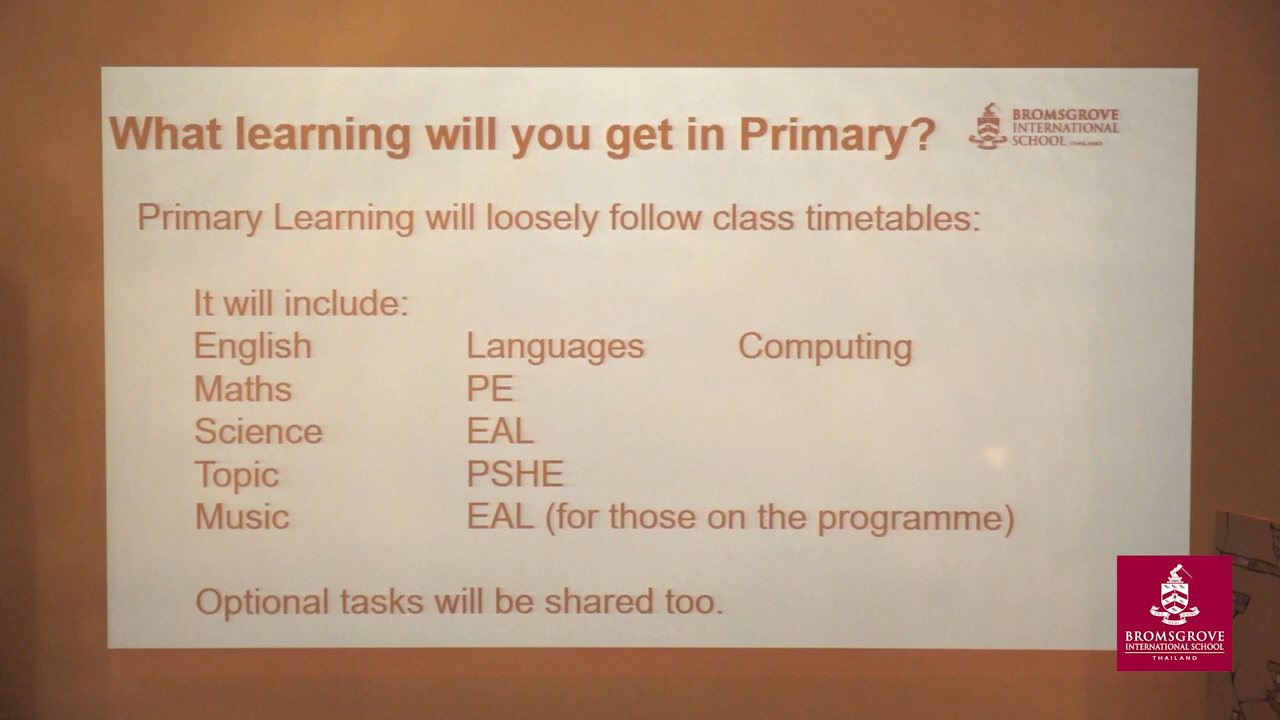 What learning will you get in Primary?
BROMSGROVE
INTERNATIONAL
SCHOOL THAILAND
Primary Learning will loosely follow class timetables:
It will include:
English Languages Computing
Maths PE
Science EAL
Topic PSHE
Music EAL (for those on the programme)
Optional tasks will be shared too.
BROMSGROVE
INTERNATIONAL SCHOOL
THAILAND